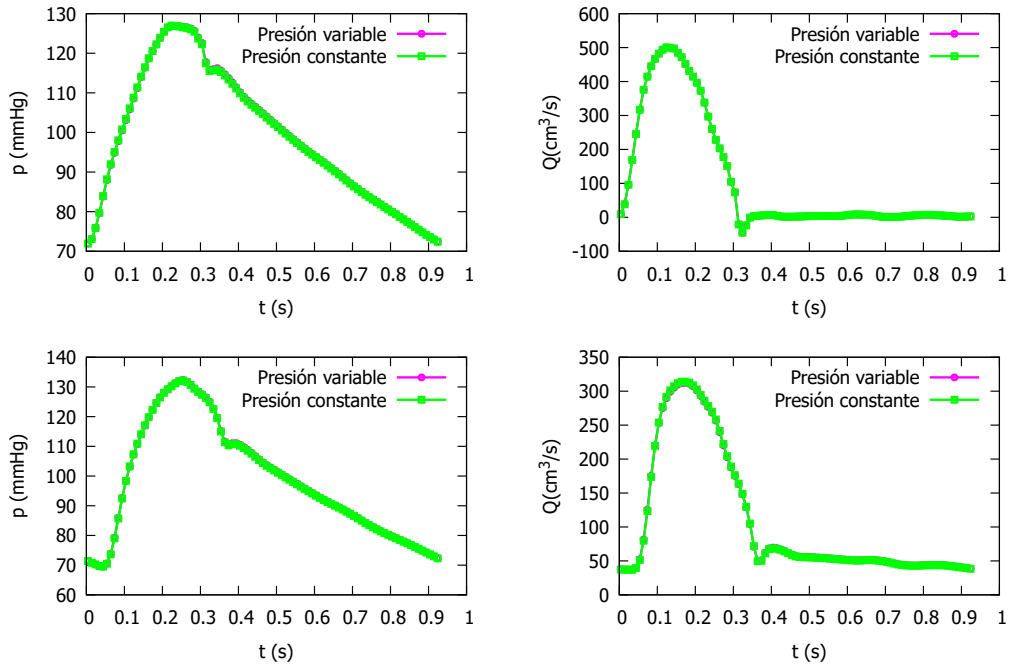 130
120
110
100
90
80
70
p (mmHg)
0 0.1 0.2 0.3 0.4 0.5 0.6 0.7 0.8 0.9 1
t (s)
Presión variable
Presión constante
600
500
400
300
200
100
0
-100
Q(cm³/s)
0 0.1 0.2 0.3 0.4 0.5 0.6 0.7 0.8 0.9 1
t (s)
Presión variable
Presión constante
140
130
120
110
100
90
80
70
60
p (mmHg)
0 0.1 0.2 0.3 0.4 0.5 0.6 0.7 0.8 0.9 1
t (s)
Presión variable
Presión constante
350
300
250
200
150
100
50
0
Q(cm³/s)
0 0.1 0.2 0.3 0.4 0.5 0.6 0.7 0.8 0.9 1
t (s)
Presión variable
Presión constante